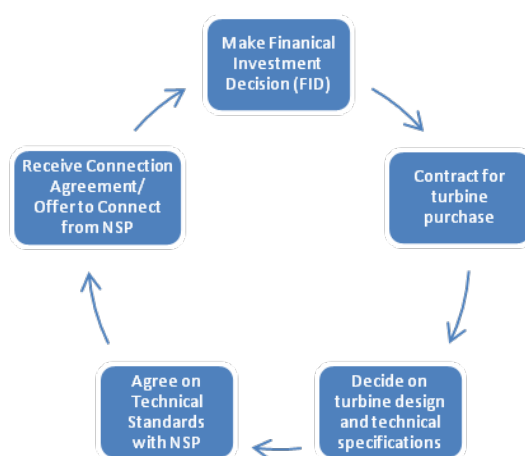 Make Finanical
Investment
Decision (FID)
Contract for
turbine
purchase
Decide on
turbine design
and technical
specifications
Agree on
Technical
Standards
with NSP
Receive Connection
Agreement/
Offer to Connect
from NSP